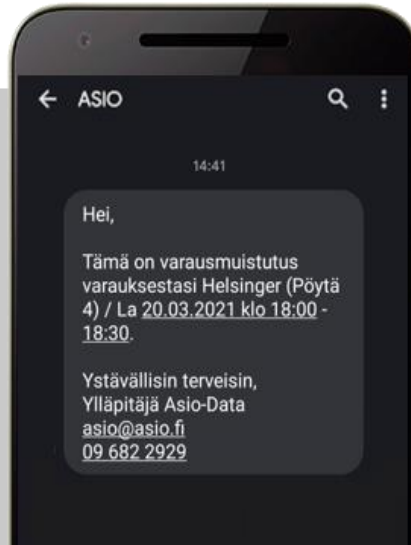 ASIO
14:41
Hei,
Tämä on varausmuistutus
varauksestasi Helsinger (Pöytä
4) / La 20.03.2021 klo 18:00 -
18:30.
Ystävällisin terveisin,
Ylläpitäjä Asio-Data
asio@asio.fi
09 682 2929